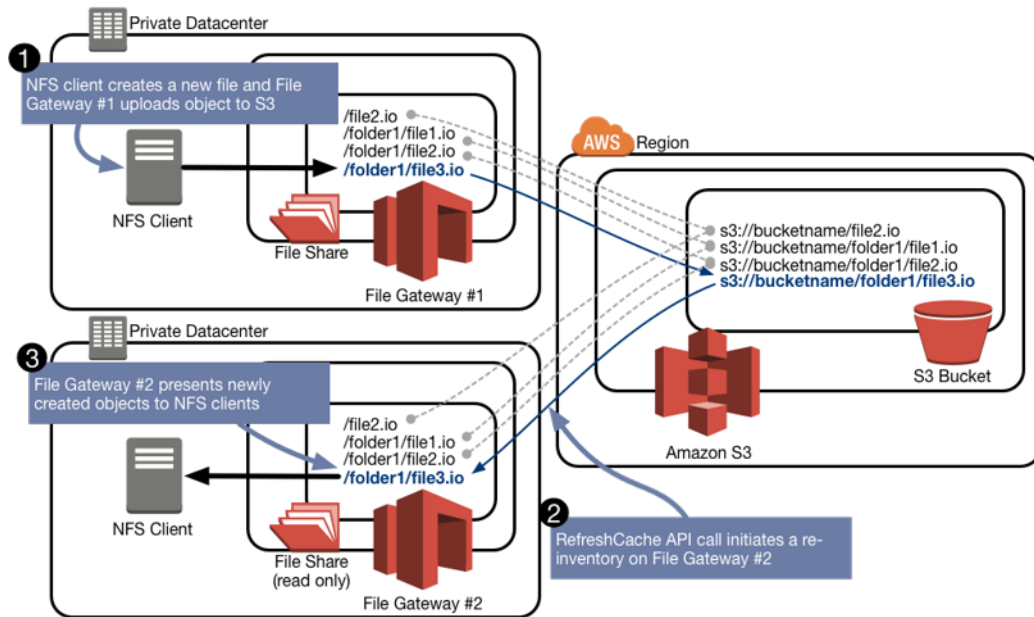 Private Datacenter
1
NFS client creates a new file and File
Gateway #1 uploads object to S3
/file2.io
/folder1/file1.io
/folder1/file2.io
/folder1/file3.io
NFS Client
File Share
File Gateway #1
AWS
Region
s3://bucketname/file2.io
s3://bucketname/folder1/file1.io
s3://bucketname/folder1/file2.io
s3://bucketname/folder1/file3.io
S3 Bucket
Amazon S3
Private Datacenter
3
File Gateway #2 presents newly
created objects to NFS clients
/file2.io
/folder1/file1.io
/folder1/file2.io
/folder1/file3.io
NFS Client
File Share
(read only)
File Gateway #2
2
RefreshCache API call initiates a re-
inventory on File Gateway #2